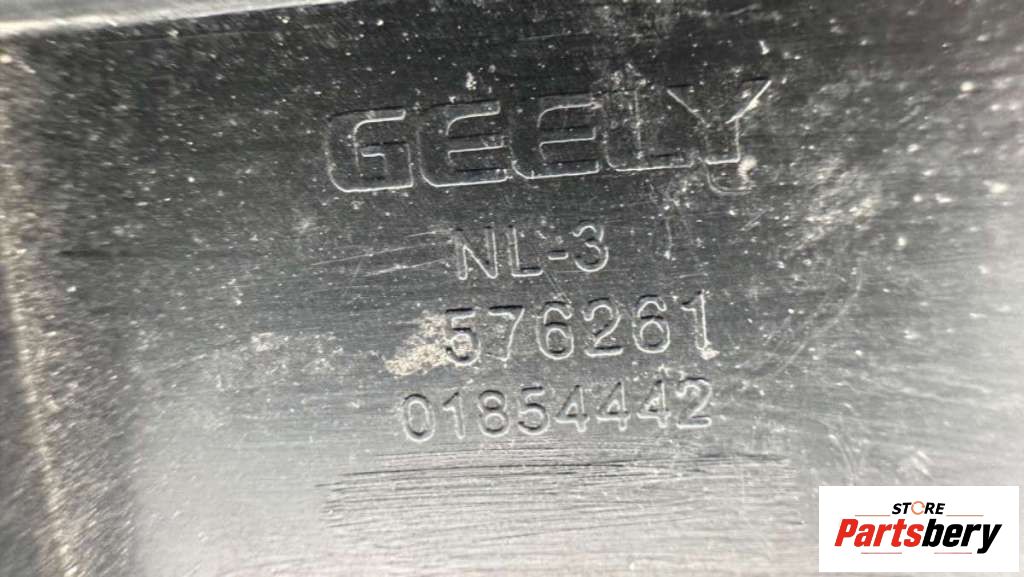 GEELY
NL-3
576261
01854442
STORE
Partsbery